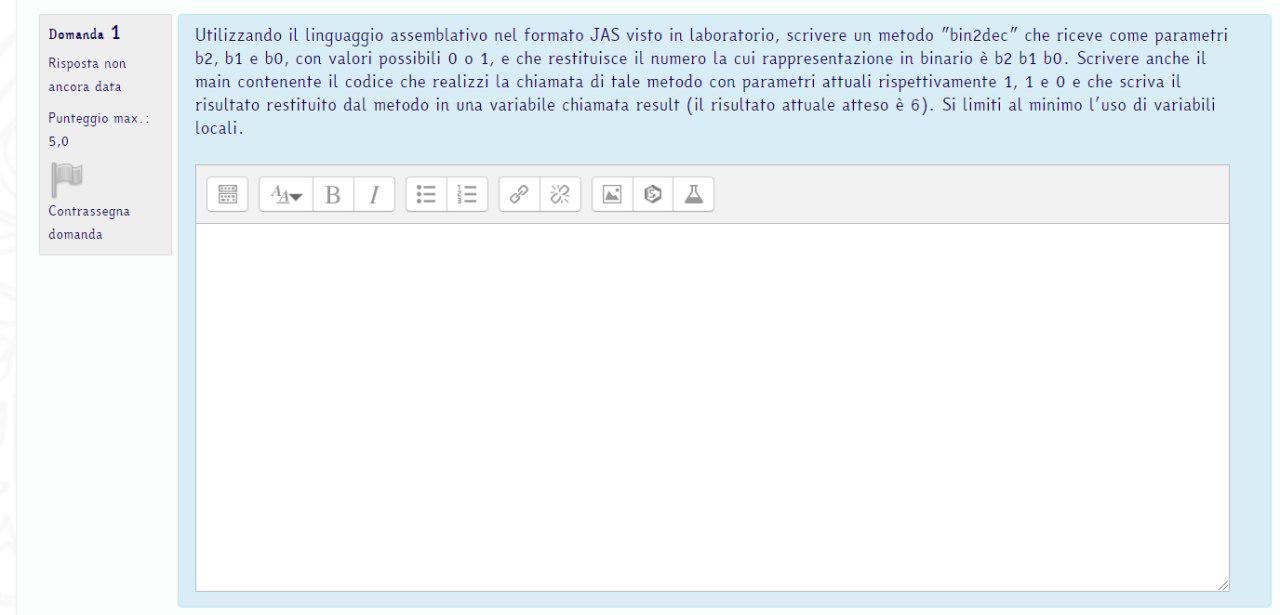 Domanda 1
Risposta non
ancora data
Punteggio max.:
5,0
Contrassegna
domanda
Utilizzando il linguaggio assemblativo nel formato JAS visto in laboratorio, scrivere un metodo "bin2dec" che riceve come parametri
b2, b1 e b0, con valori possibili 0 o 1, e che restituisce il numero la cui rappresentazione in binario è b2 b1 b0. Scrivere anche il
main contenente il codice che realizzi la chiamata di tale metodo con parametri attuali rispettivamente 1, 1 e 0 e che scriva il
risultato restituito dal metodo in una variabile chiamata result (il risultato attuale atteso è 6). Si limiti al minimo l'uso di variabili
locali.